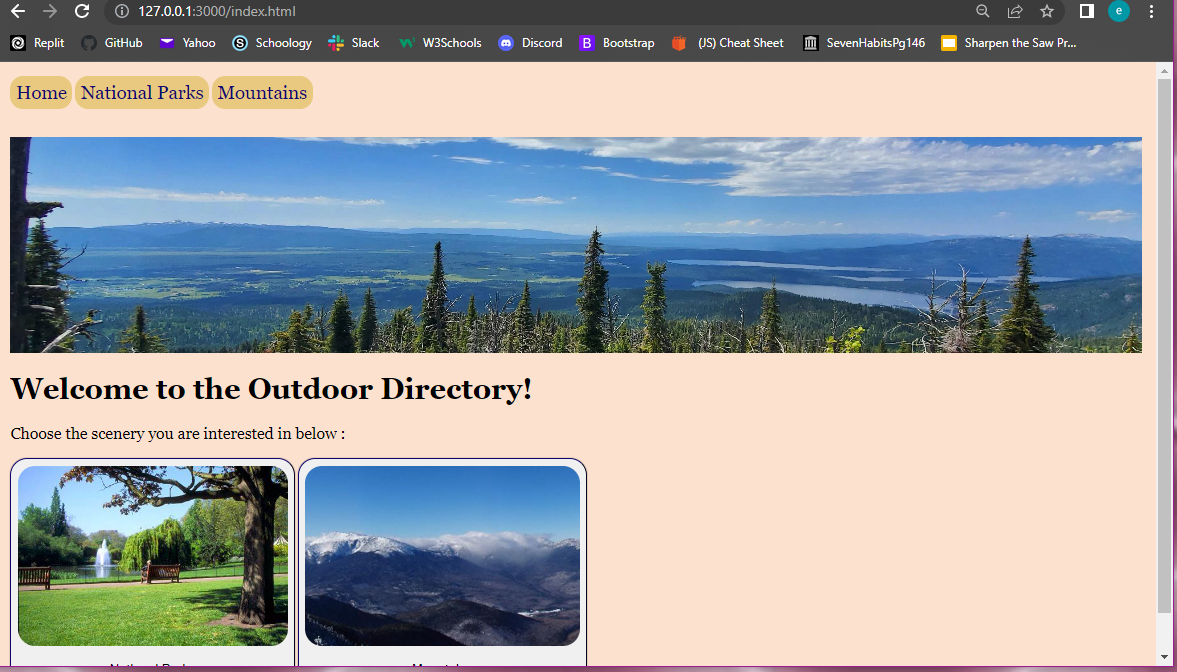 127.0.0.1:3000/index.html
e
Replit GitHub Yahoo Schoology Slack W3Schools Discord B Bootstrap (JS) Cheat Sheet SevenHabitsPg146 Sharpen the Saw Pr...
Home National Parks Mountains
Welcome to the Outdoor Directory!
Choose the scenery you are interested in below :